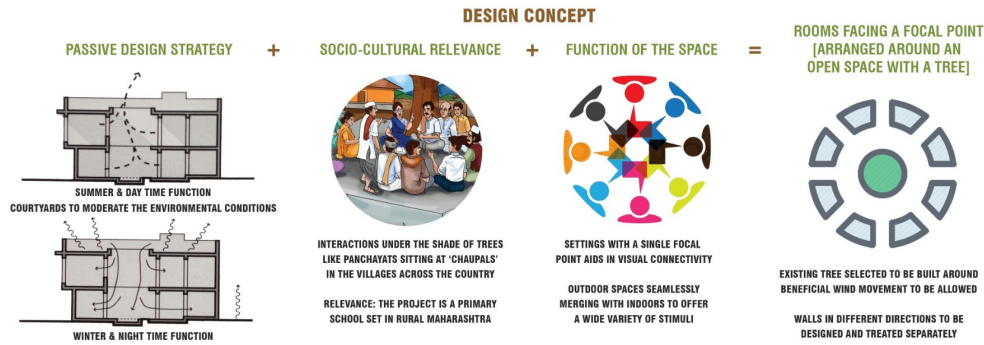 DESIGN CONCEPT
PASSIVE DESIGN STRATEGY
+
SOCIO-CULTURAL RELEVANCE
+
FUNCTION OF THE SPACE
=
ROOMS FACING A FOCAL POINT
[ARRANGED AROUND AN
OPEN SPACE WITH A TREE]
SUMMER & DAY TIME FUNCTION
COURTYARDS TO MODERATE THE ENVIRONMENTAL CONDITIONS
WINTER & NIGHT TIME FUNCTION
INTERACTIONS UNDER THE SHADE OF TREES
LIKE PANCHAYATS SITTING AT ‘CHAUPALS’
IN THE VILLAGES ACROSS THE COUNTRY
RELEVANCE: THE PROJECT IS A PRIMARY
SCHOOL SET IN RURAL MAHARASHTRA
SETTINGS WITH A SINGLE FOCAL
POINT AIDS IN VISUAL CONNECTIVITY
OUTDOOR SPACES SEAMLESSLY
MERGING WITH INDOORS TO OFFER
A WIDE VARIETY OF STIMULI
EXISTING TREE SELECTED TO BE BUILT AROUND
BENEFICIAL WIND MOVEMENT TO BE ALLOWED
WALLS IN DIFFERENT DIRECTIONS TO BE
DESIGNED AND TREATED SEPARATELY